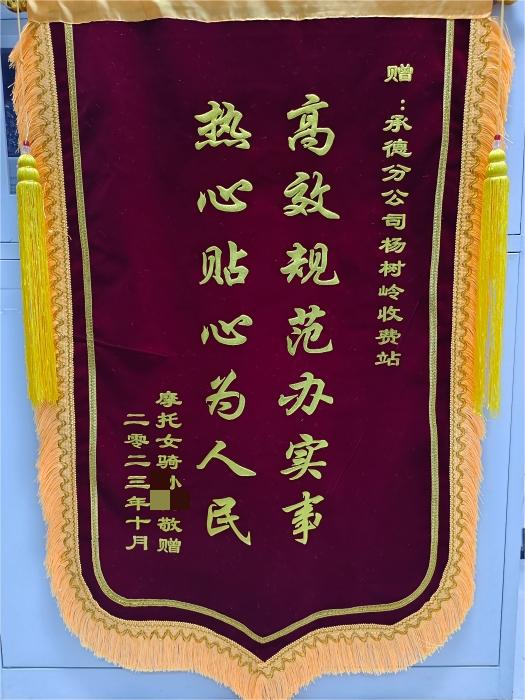 赠：承德分公司杨树岭收费站
高效规范办实事
热心贴心为人民
摩托女骑小 敬赠
二零二三年十月